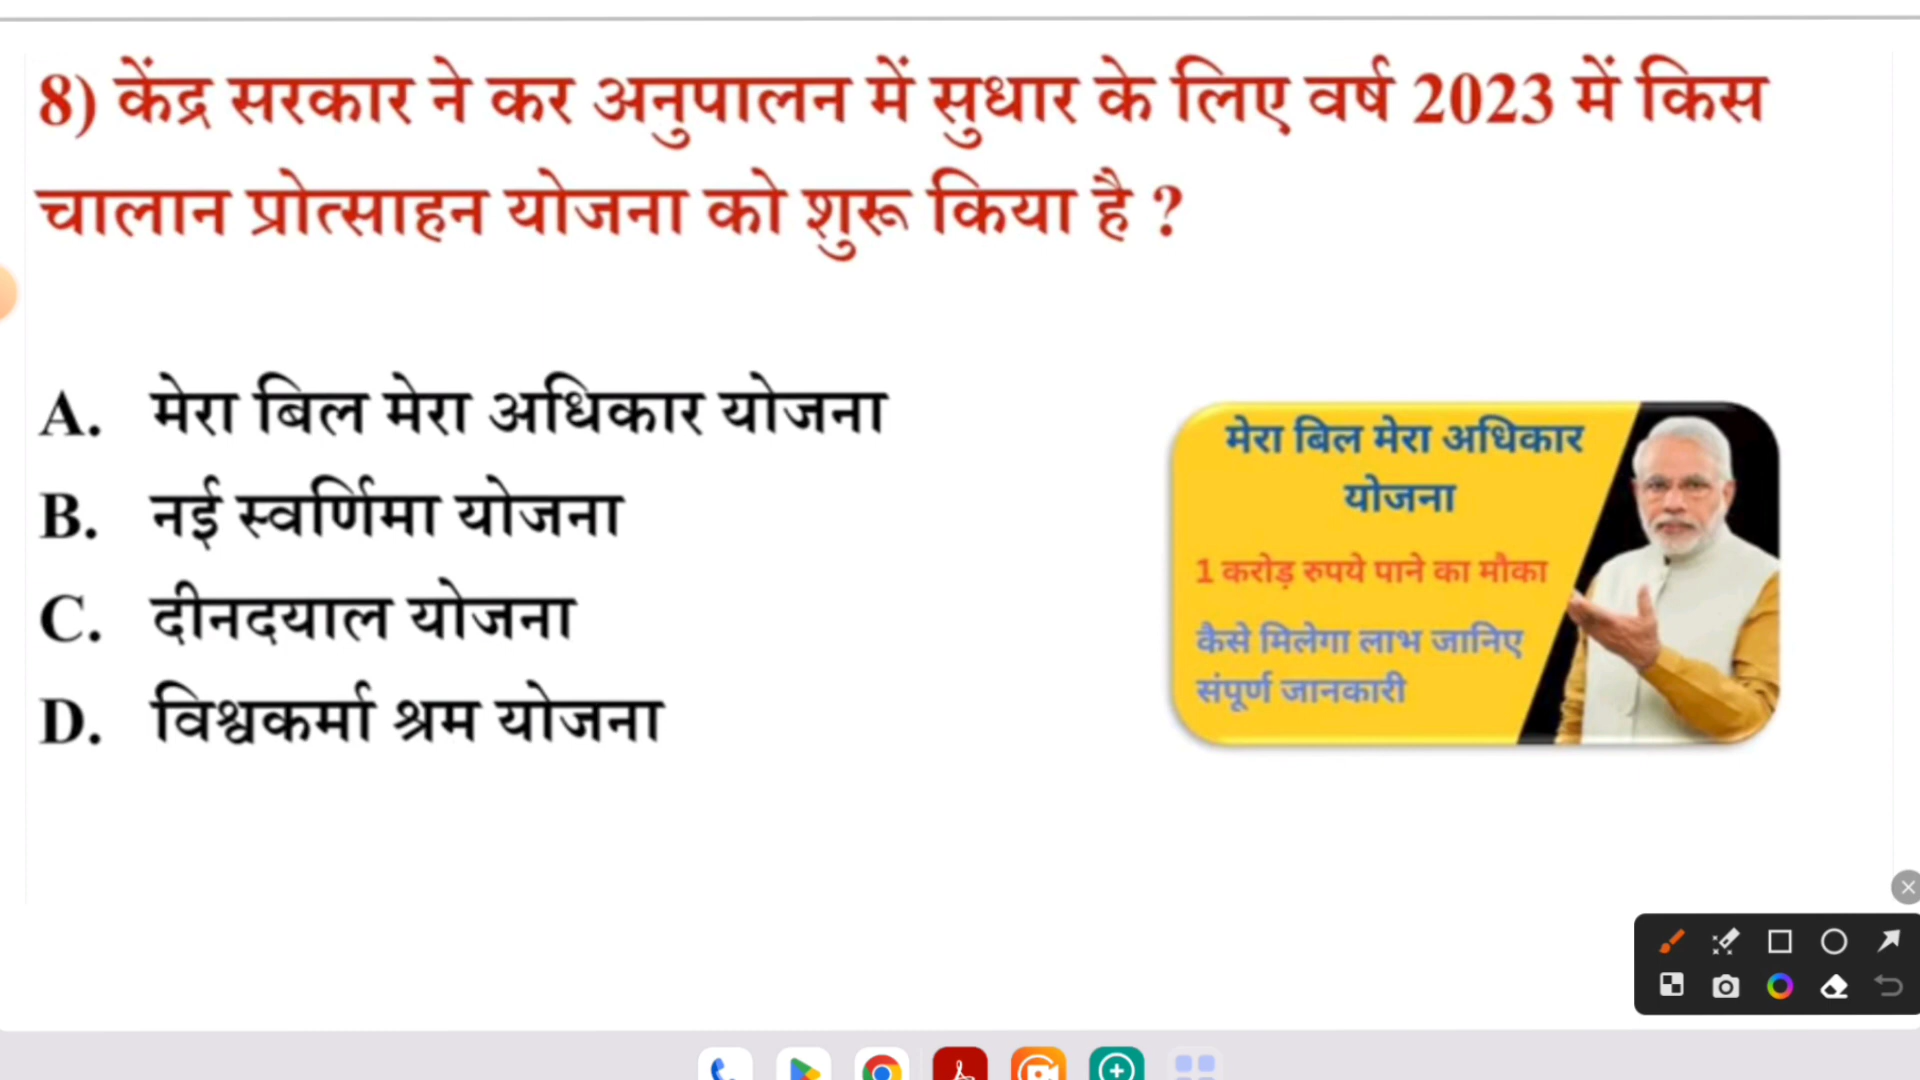 8) केंद्र सरकार ने कर अनुपालन में सुधार के लिए वर्ष 2023 में किस
चालान प्रोत्साहन योजना को शुरू किया है ?
A. मेरा बिल मेरा अधिकार योजना
B. नई स्वर्णिमा योजना
C. दीनदयाल योजना
D. विश्वकर्मा श्रम योजना
मेरा बिल मेरा अधिकार
योजना
1 करोड़ रुपये पाने का मौका
कैसे मिलेगा लाभ जानिए
संपूर्ण जानकारी